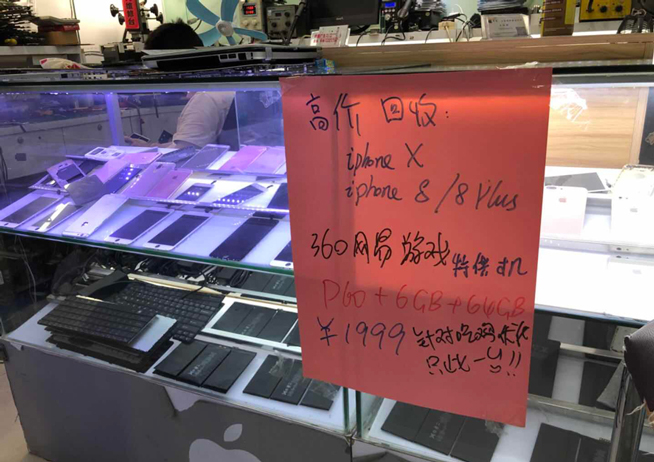 高价 回收:
iphone X
iphone 8 / 8 Plus
360网易游戏 特供手机
P60 + 6GB + 64GB
¥1999 针对吃鸡优化
只此一